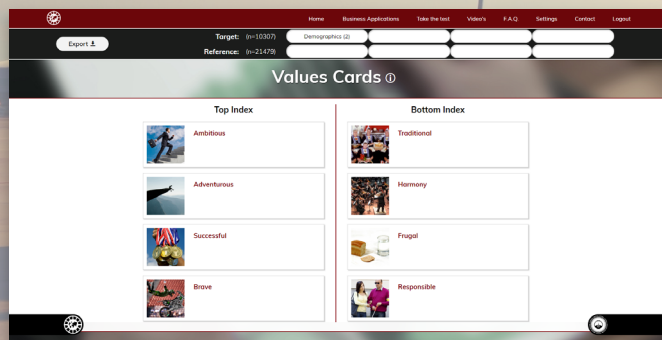 Home Business Applications Take the test Video's F.A.Q Settings Contact Logout
Export
Target: (n=10307) Demographics (2)
Reference: (n=21479)
Values Cards
Top Index Bottom Index
Ambitious Traditional
Adventurous Harmony
Successful Frugal
Brave Responsible